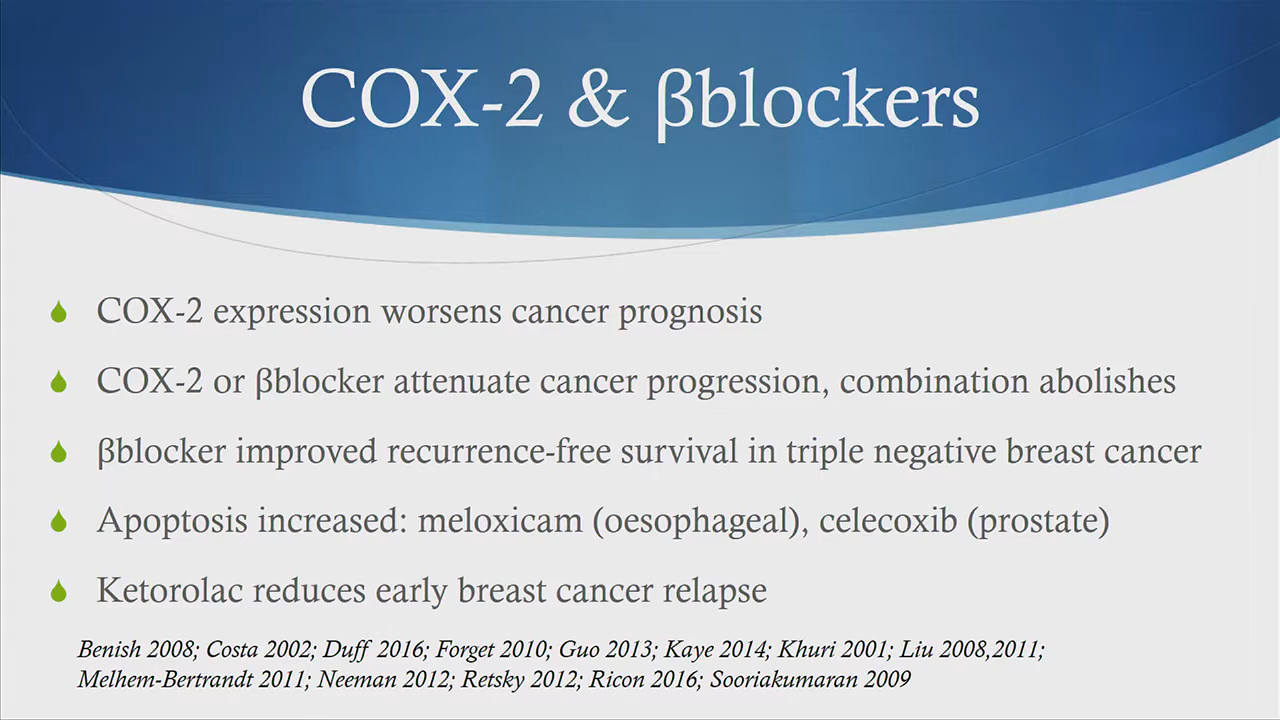 COX-2 & βblockers
COX-2 expression worsens cancer prognosis
COX-2 or βblocker attenuate cancer progression, combination abolishes
βblocker improved recurrence-free survival in triple negative breast cancer
Apoptosis increased: meloxicam (oesophageal), celecoxib (prostate)
Ketorolac reduces early breast cancer relapse
Benish 2008; Costa 2002; Duff 2016; Forget 2010; Guo 2013; Kaye 2014; Khuri 2001; Liu 2008,2011;
Melhem-Bertrandt 2011; Neeman 2012; Retsky 2012; Ricon 2016; Sooriakumaran 2009